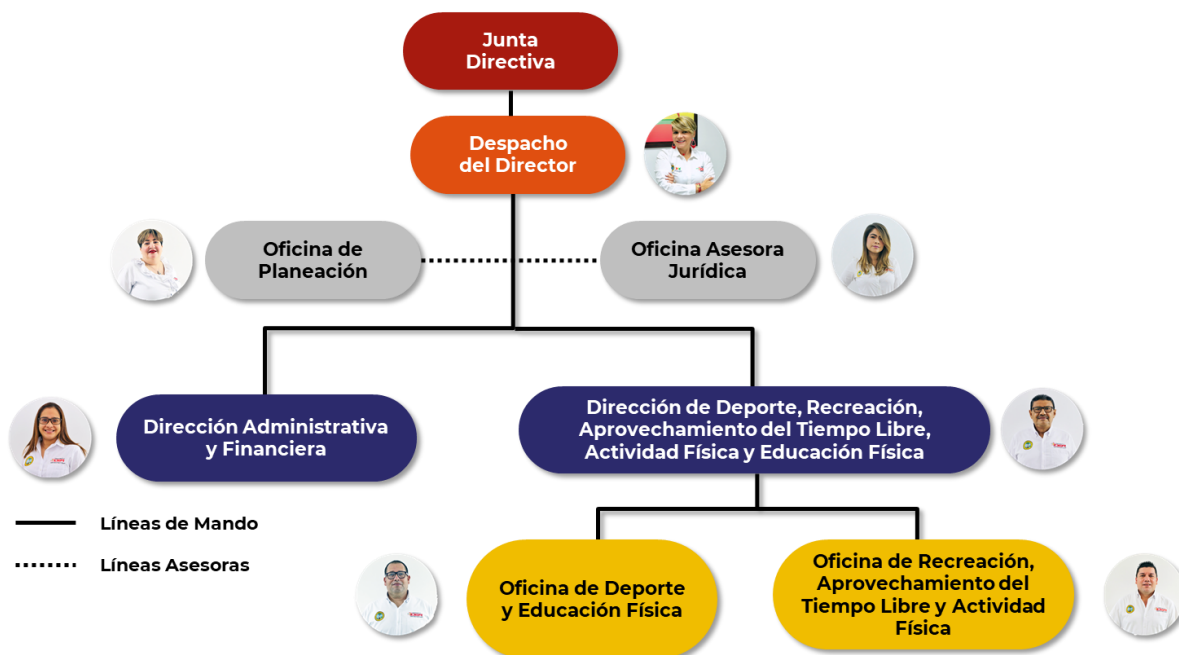 Junta
Directiva
Despacho
del Director
Oficina de
Planeación
Oficina Asesora
Jurídica
Dirección Administrativa
y Financiera
Dirección de Deporte, Recreación,
Aprovechamiento del Tiempo Libre,
Actividad Física y Educación Física
Líneas de Mando
Líneas Asesoras
Oficina de Deporte
y Educación Física
Oficina de Recreación,
Aprovechamiento del
Tiempo Libre y Actividad
Física